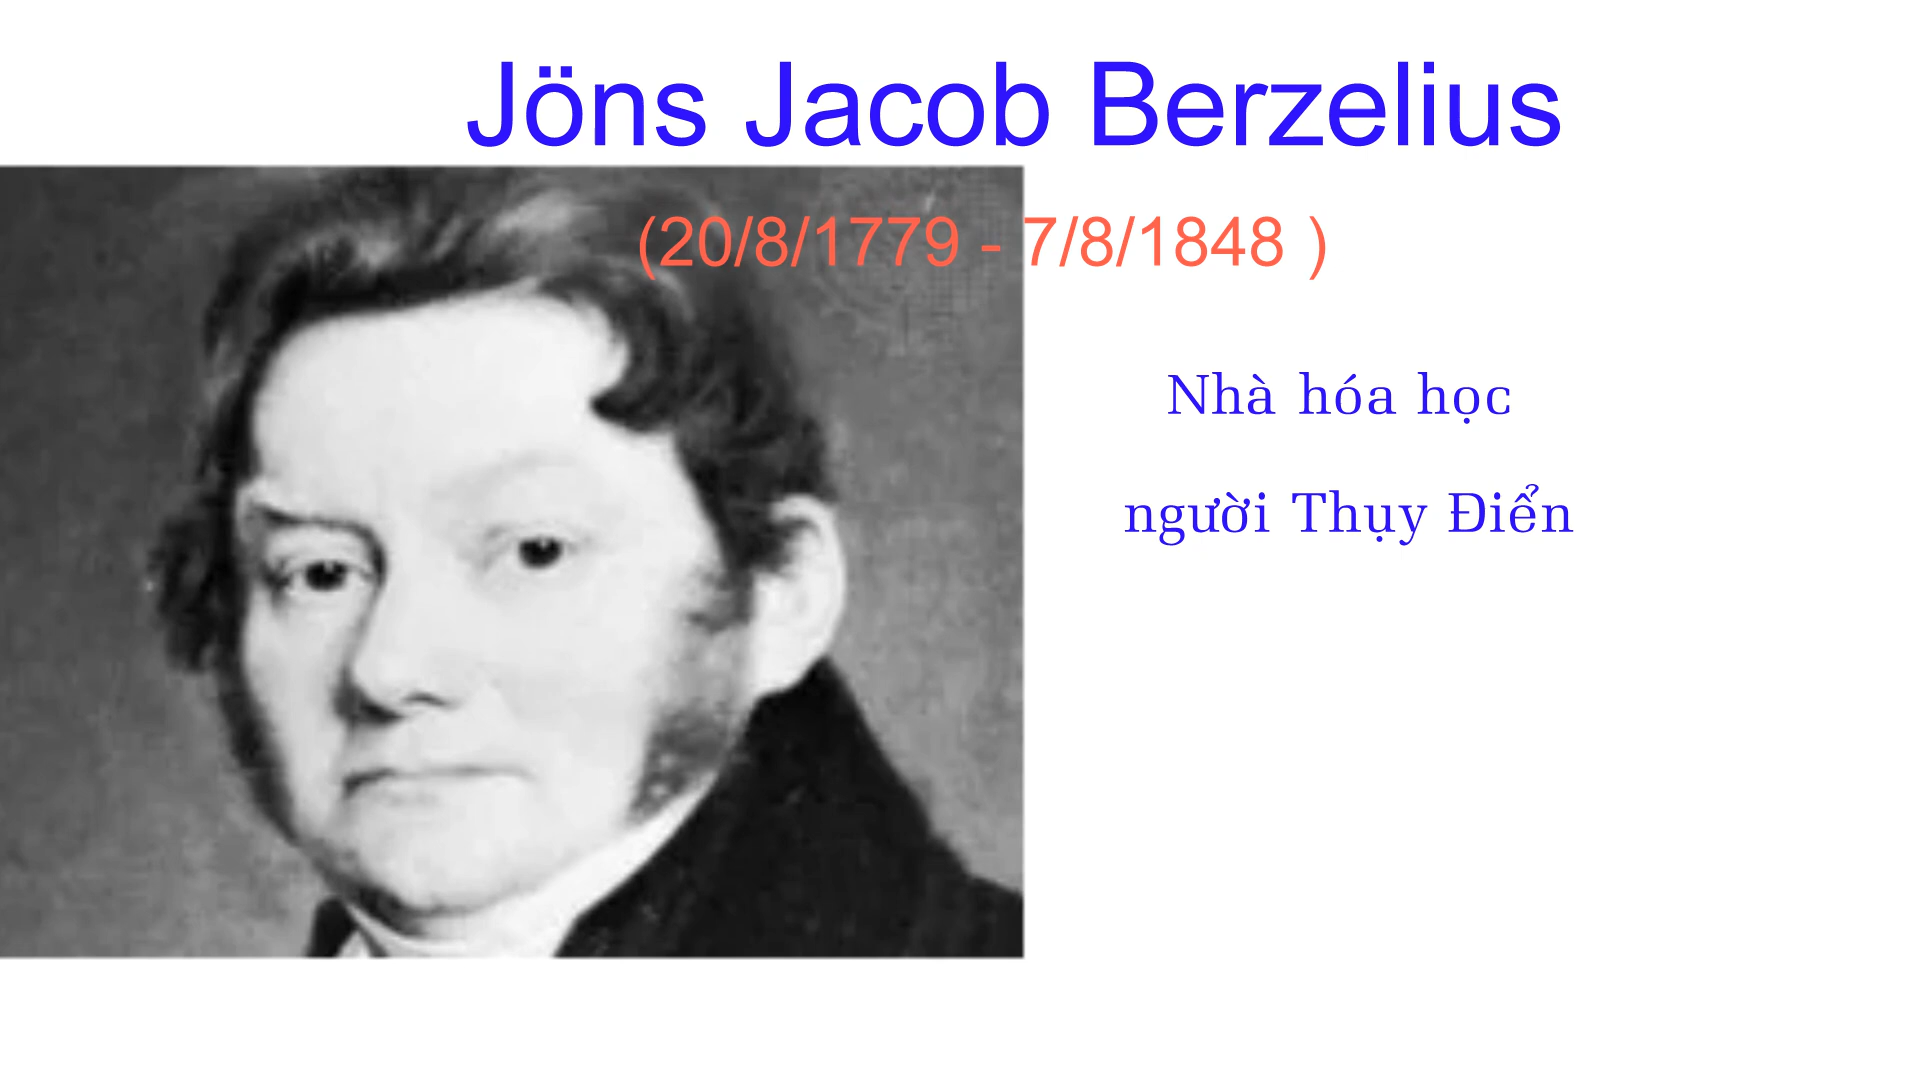 Jöns Jacob Berzelius
(20/8/1779 - 7/8/1848 )
Nhà hóa học
người Thụy Điển